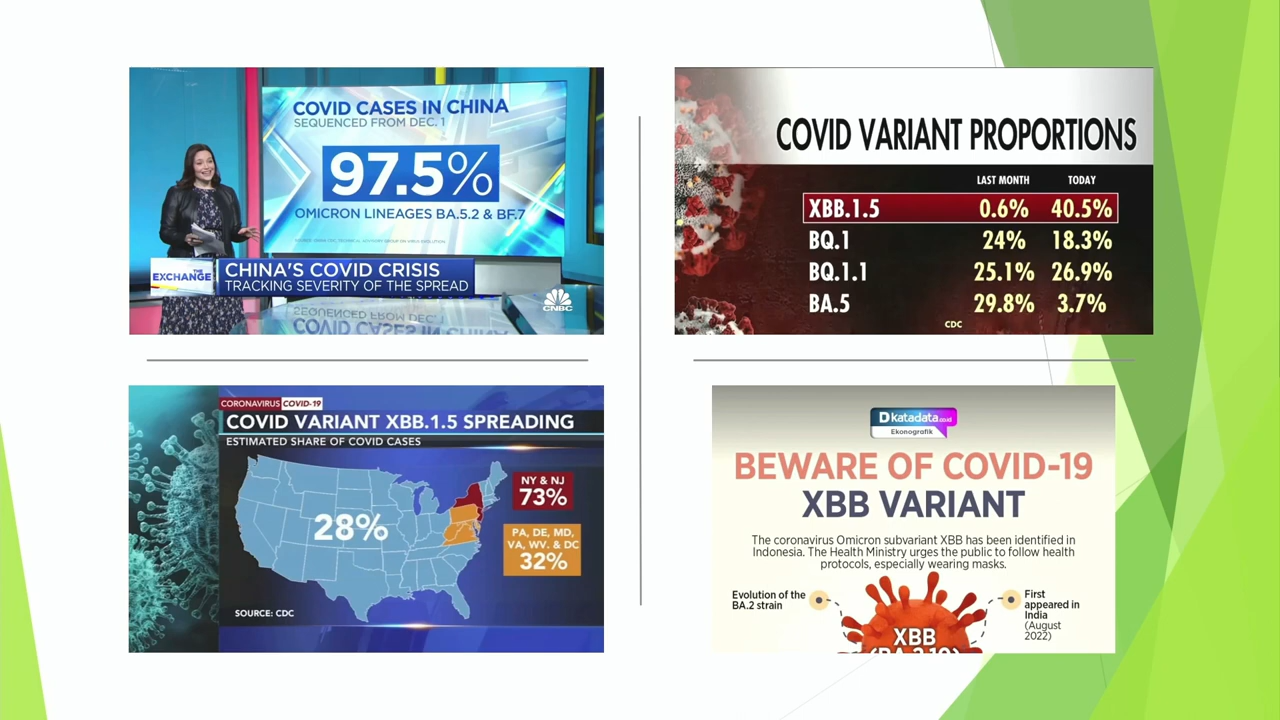 COVID CASES IN CHINA
SEQUENCED FROM DEC. 1
97.5%
OMICRON LINEAGES BA.5.2 & BF.7
THE
EXCHANGE
CHINA'S COVID CRISIS
TRACKING SEVERITY OF THE SPREAD
CNBC
COVID VARIANT PROPORTIONS
LAST MONTH TODAY
XBB.1.5 0.6% 40.5%
BQ.1 24% 18.3%
BQ.1.1 25.1% 26.9%
BA.5 29.8% 3.7%
CDC
CORONAVIRUS COVID-19
COVID VARIANT XBB.1.5 SPREADING
ESTIMATED SHARE OF COVID CASES
NY & NJ
73%
28%
PA, DE, MD,
VA, WV. & DC
32%
SOURCE: CDC
D katadata.co.id
Ekonografik
BEWARE OF COVID-19
XBB VARIANT
The coronavirus Omicron subvariant XBB has been identified in
Indonesia. The Health Ministry urges the public to follow health
protocols, especially wearing masks.
Evolution of the
BA.2 strain
First
appeared in
India
(August
2022)
XBB